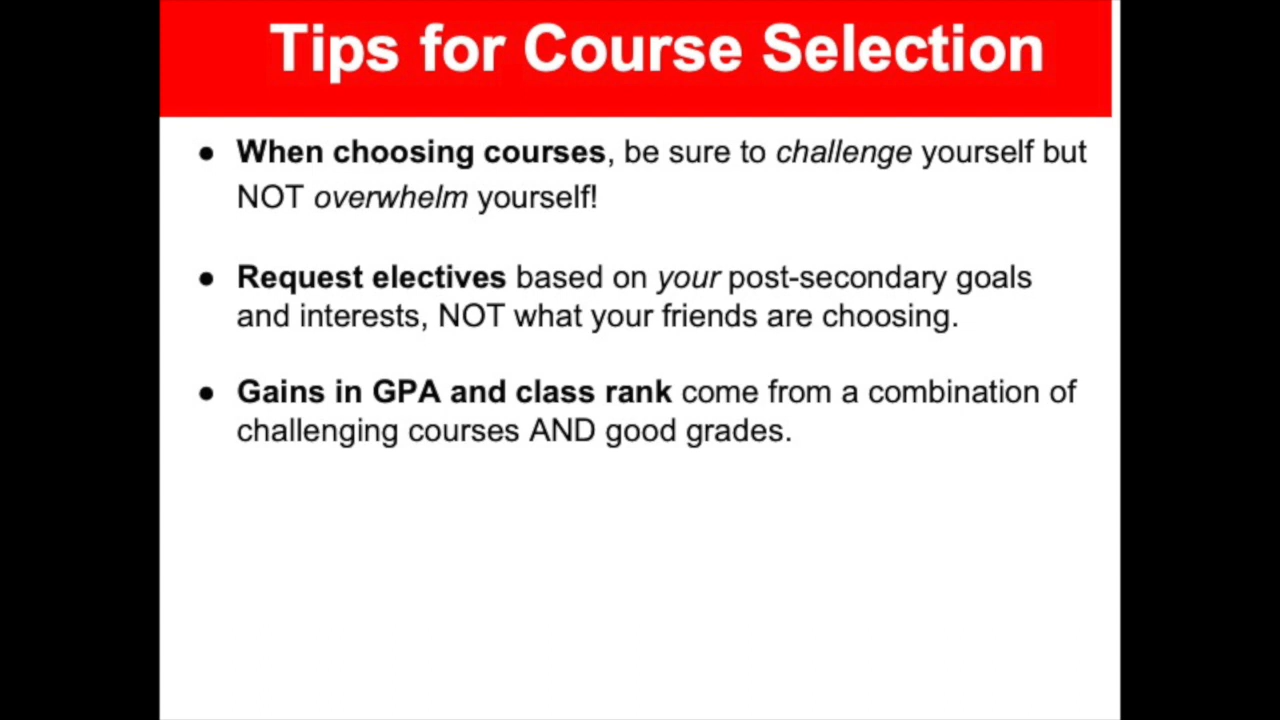 Tips for Course Selection
● When choosing courses, be sure to challenge yourself but
NOT overwhelm yourself!
● Request electives based on your post-secondary goals
and interests, NOT what your friends are choosing.
● Gains in GPA and class rank come from a combination of
challenging courses AND good grades.